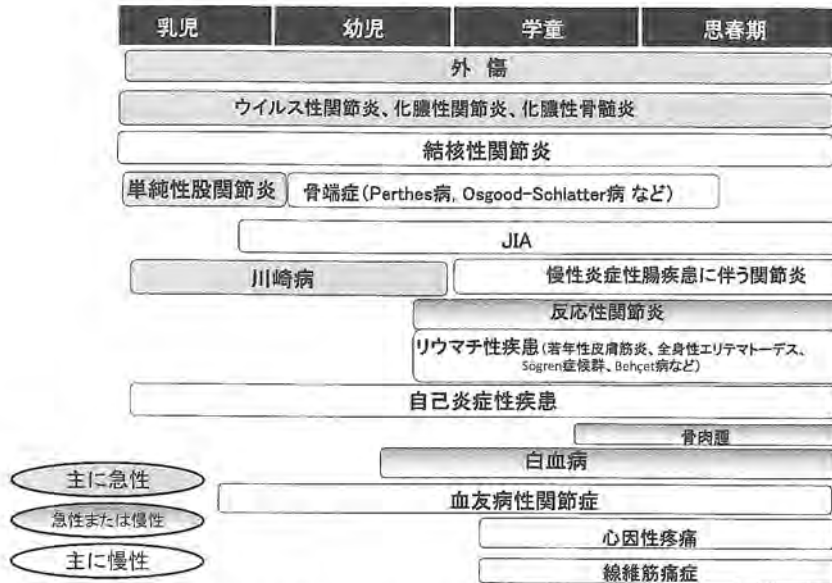 乳児 幼児 学童 思春期
外 傷
ウイルス性関節炎、化膿性関節炎、化膿性骨髄炎
結核性関節炎
単純性股関節炎 骨端症(Perthes病, Osgood-Schlatter病 など)
JIA
川崎病 慢性炎症性腸疾患に伴う関節炎
反応性関節炎
リウマチ性疾患(若年性皮膚筋炎、全身性エリテマトーデス、
Sögren症候群、Behçet病など)
自己炎症性疾患
骨肉腫
白血病
血友病性関節症
心因性疼痛
線維筋痛症
主に急性
急性または慢性
主に慢性